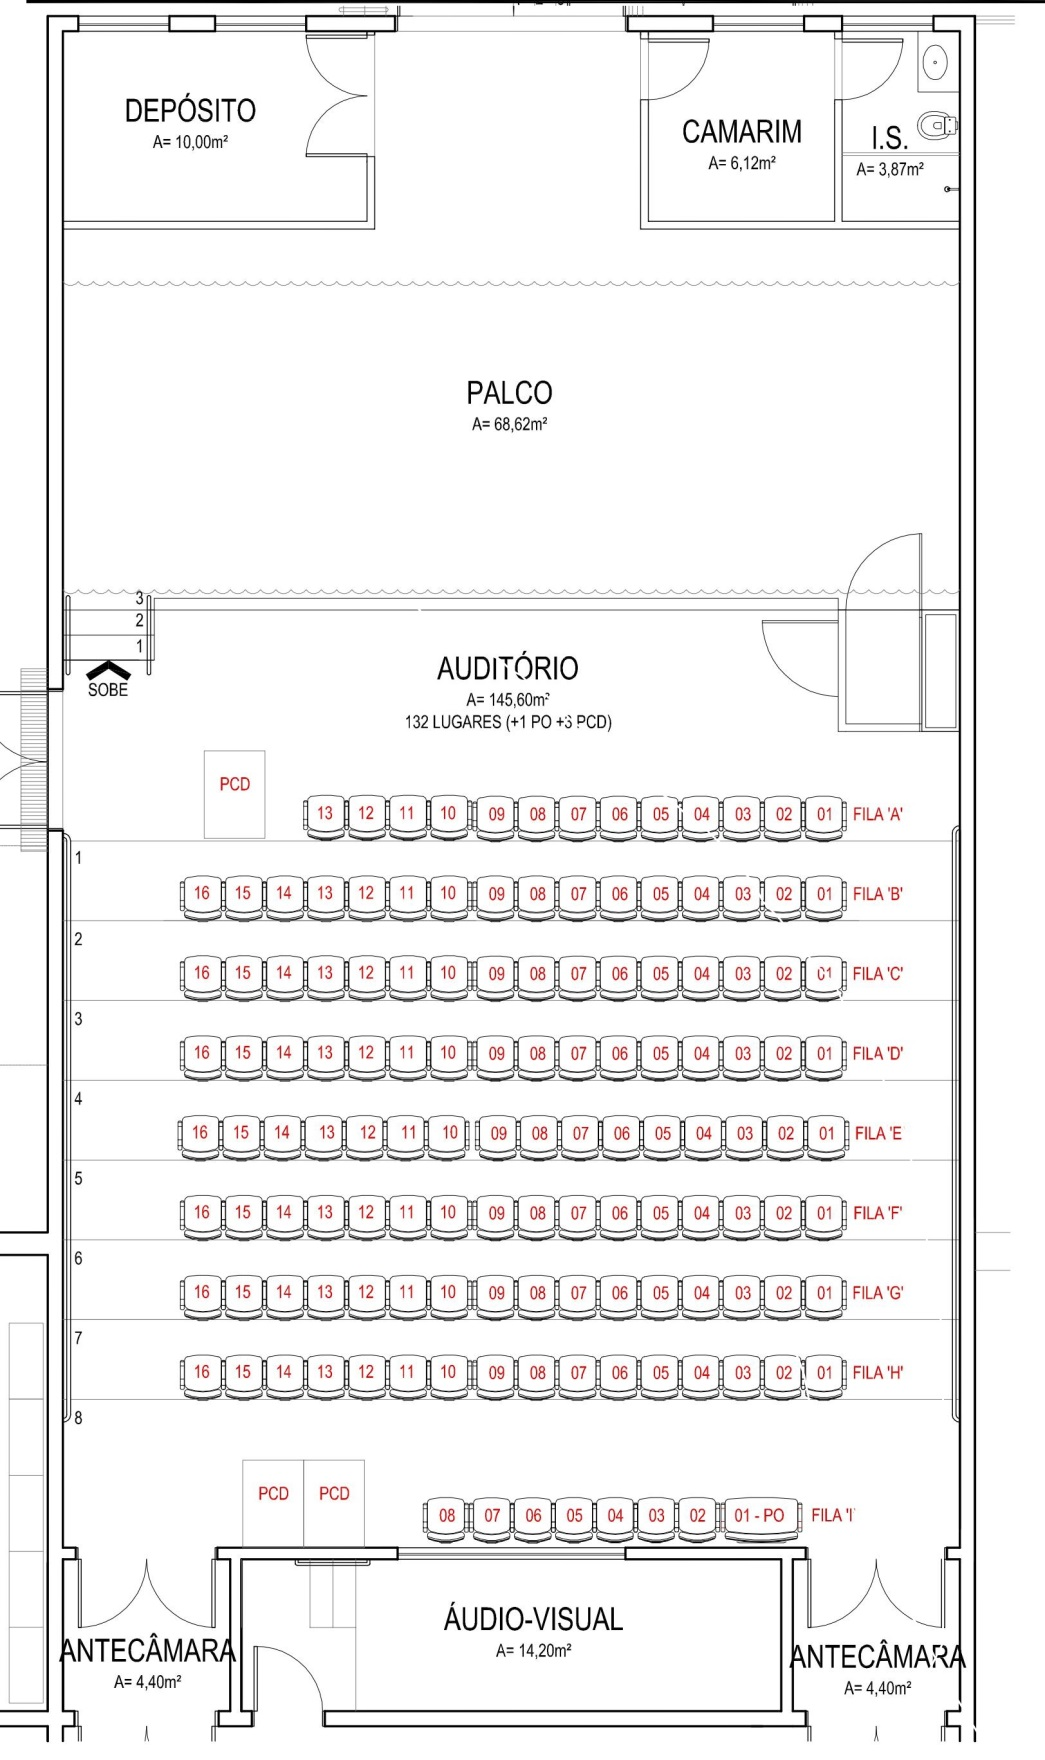 DEPÓSITO
A= 10,00m²
CAMARIM
A= 6,12m²
I.S.
A= 3,87m²
PALCO
A= 68,62m²
3
2
1
SOBE
AUDITÓRIO
A= 145,60m²
132 LUGARES (+1 PO +3 PCD)
PCD
13 12 11 10 09 08 07 06 05 04 03 02 01 FILA 'A'
1
16 15 14 13 12 11 10 09 08 07 06 05 04 03 02 01 FILA 'B'
2
16 15 14 13 12 11 10 09 08 07 06 05 04 03 02 01 FILA 'C'
3
16 15 14 13 12 11 10 09 08 07 06 05 04 03 02 01 FILA 'D'
4
16 15 14 13 12 11 10 09 08 07 06 05 04 03 02 01 FILA 'E
5
16 15 14 13 12 11 10 09 08 07 06 05 04 03 02 01 FILA 'F'
6
16 15 14 13 12 11 10 09 08 07 06 05 04 03 02 01 FILA 'G'
7
16 15 14 13 12 11 10 09 08 07 06 05 04 03 02 01 FILA 'H'
8
PCD PCD
08 07 06 05 04 03 02 01 - PO FILA 'I'
ANTECÂMARA
A= 4,40m²
ÁUDIO-VISUAL
A= 14,20m²
ANTECÂMARA
A= 4,40m²